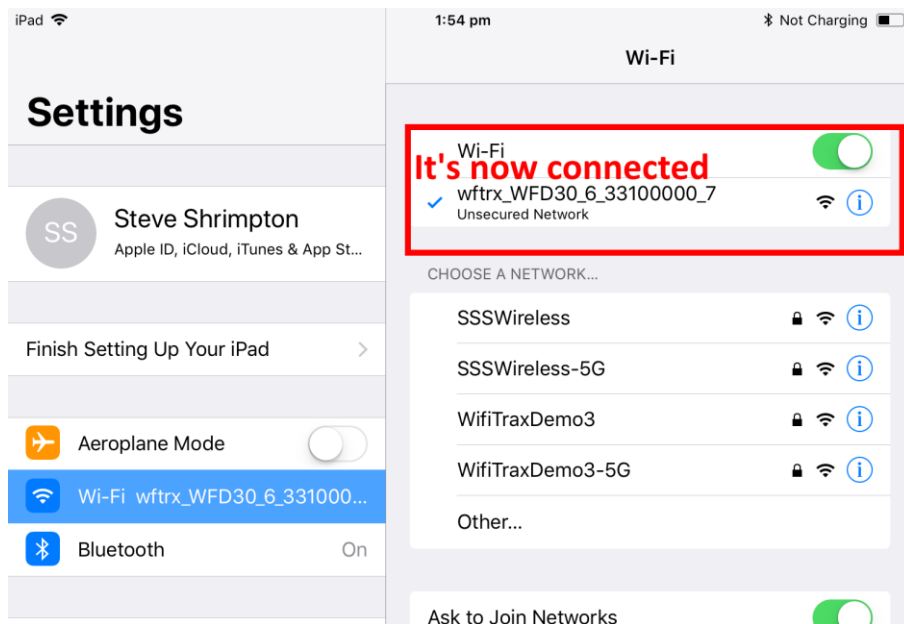 iPad
1:54 pm
Not Charging
Settings
SS
Steve Shrimpton
Apple ID, iCloud, iTunes & App St...
Finish Setting Up Your iPad
Aeroplane Mode
Wi-Fi wftrx_WFD30_6_331000...
Bluetooth On
Wi-Fi
Wi-Fi
It's now connected
wftrx_WFD30_6_33100000_7
Unsecured Network
CHOOSE A NETWORK...
SSSWireless
SSSWireless-5G
WifiTraxDemo3
WifiTraxDemo3-5G
Other...
Ask to Join Networks